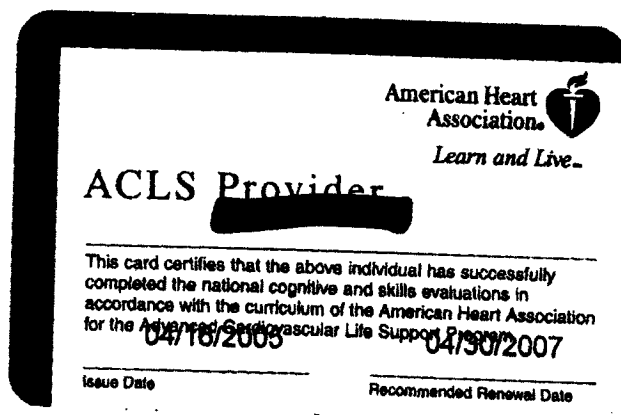 American Heart
Association®
Learn and Live™
ACLS Provider
This card certifies that the above individual has successfully
completed the national cognitive and skills evaluations in
accordance with the curriculum of the American Heart Association
for the Advanced Cardiovascular Life Support Program.
04/16/2005 04/30/2007
Issue Date Recommended Renewal Date